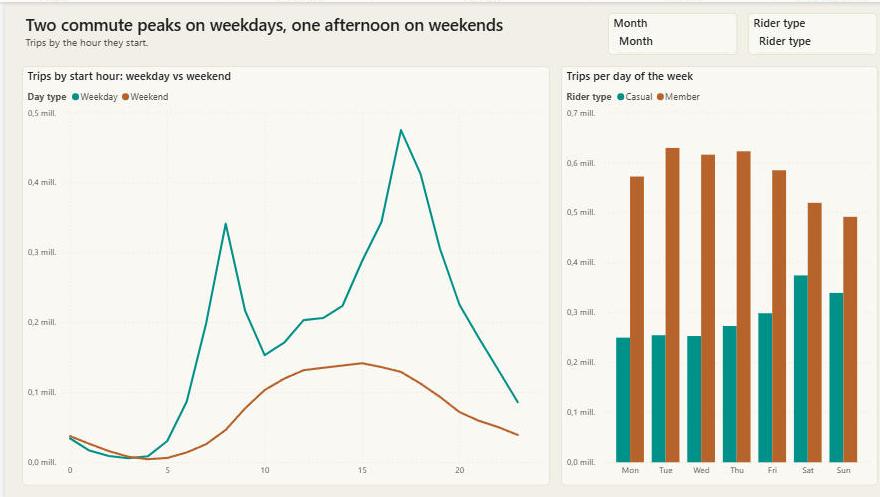 Two commute peaks on weekdays, one afternoon on weekends
Trips by the hour they start.
Month
Month
Rider type
Rider type
Trips by start hour: weekday vs weekend
Day type Weekday Weekend
0,5 mill.
0,4 mill.
0,3 mill.
0,2 mill.
0,1 mill.
0,0 mill.
0 5 10 15 20
Trips per day of the week
Rider type Casual Member
0,7 mill.
0,6 mill.
0,5 mill.
0,4 mill.
0,3 mill.
0,2 mill.
0,1 mill.
0,0 mill.
Mon Tue Wed Thu Fri Sat Sun